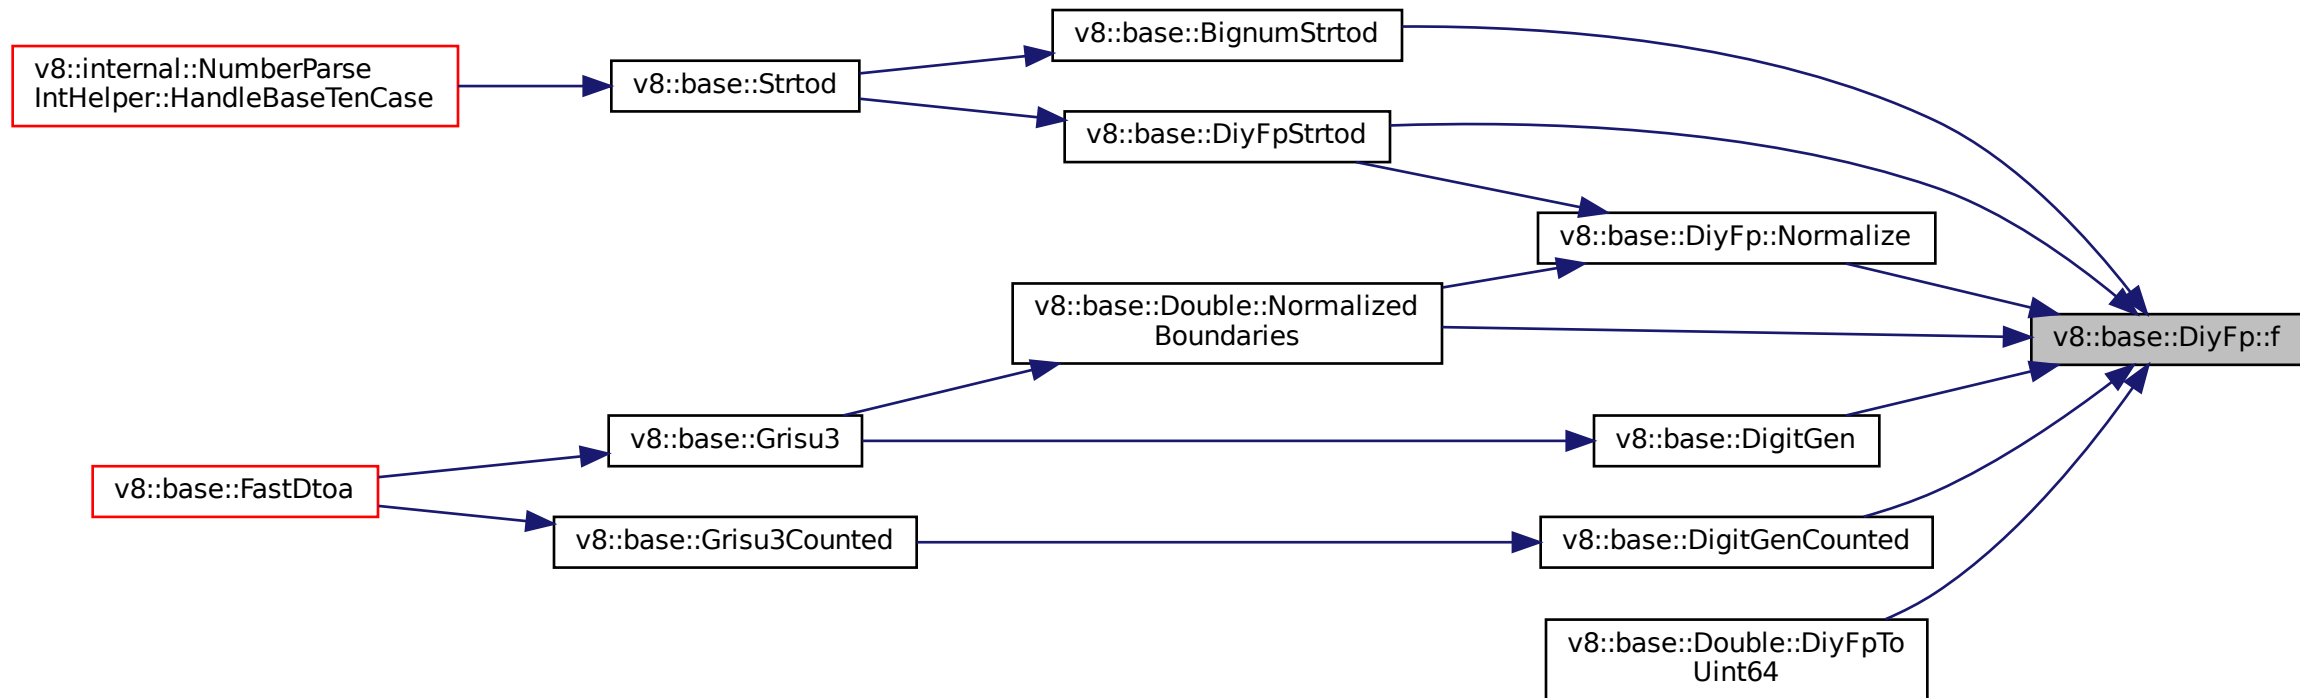 v8::internal::NumberParse
IntHelper::HandleBaseTenCase
v8::base::Strtod
v8::base::BignumStrtod
v8::base::DiyFpStrtod
v8::base::DiyFp::Normalize
v8::base::Double::Normalized
Boundaries
v8::base::DiyFp::f
v8::base::Grisu3
v8::base::DigitGen
v8::base::FastDtoa
v8::base::Grisu3Counted
v8::base::DigitGenCounted
v8::base::Double::DiyFpTo
Uint64